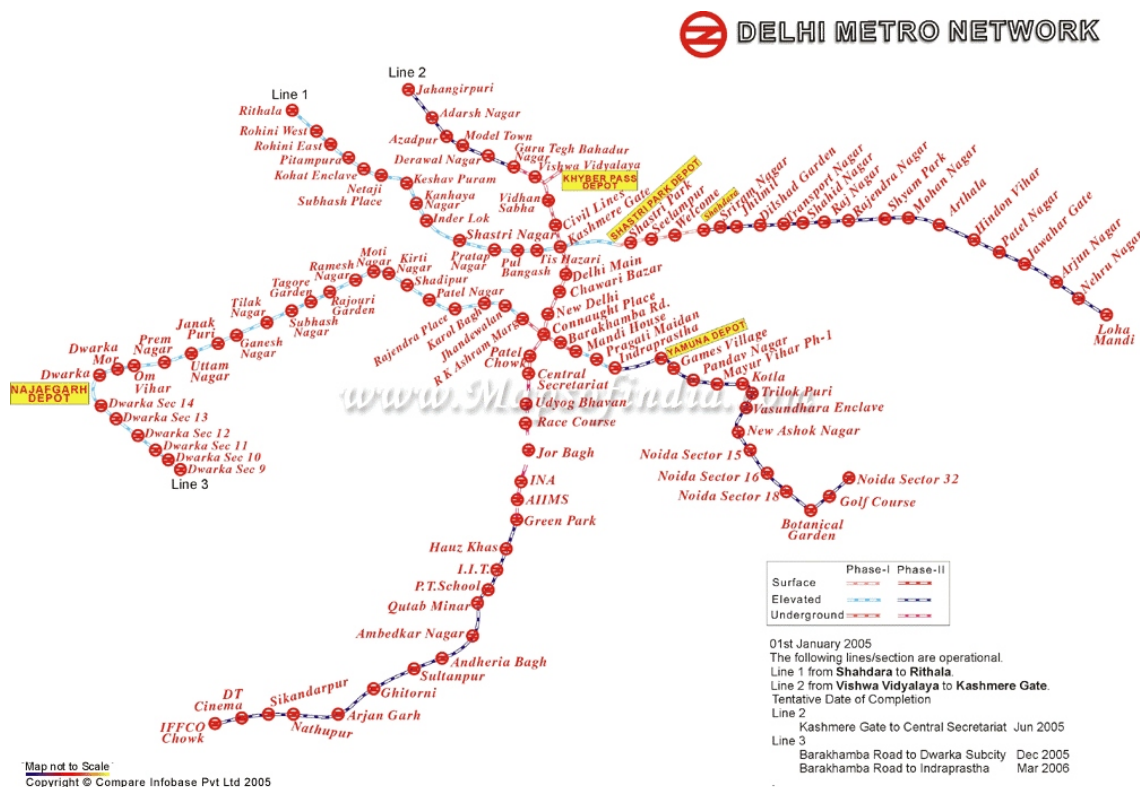 DELHI METRO NETWORK
Line 2
Jahangirpuri
Line 1
Rithala
Adarsh Nagar
Rohini West
Azadpur
Model Town
Rohini East
Guru Tegh Bahadur
Nagar
Pitampura
Derawal Nagar
Vishwa Vidyalaya
Kohat Enclave
Keshav Puram
KHYBER PASS
DEPOT
Netaji
Subhash Place
Kanhaya
Nagar
Vidhan
Sabha
Inder Lok
Civil Lines
Kashmere Gate
SHASTRI PARK DEPOT
Shastri Park
Seelampur
Welcome
Shahdara
Sriram Nagar
Jhilmil
Dilshad Garden
Transport Nagar
Shahid Nagar
Raj Nagar
Rajendra Nagar
Shyam Park
Mohan Nagar
Arthala
Hindon Vihar
Patel Nagar
Jawahar Gate
Arjun Nagar
Nehru Nagar
Loha
Mandi
Shastri Nagar
Pratap
Nagar
Pul
Bangash
Tis Hazari
Delhi Main
Chawari Bazar
New Delhi
Connaught Place
Barakhamba Rd.
Mandi House
Pragati Maidan
Indraprastha
YAMUNA DEPOT
Games Village
Pandav Nagar
Mayur Vihar Ph-1
Kotla
Trilok Puri
Vasundhara Enclave
New Ashok Nagar
Noida Sector 15
Noida Sector 16
Noida Sector 18
Botanical
Garden
Golf Course
Noida Sector 32
Moti
Nagar
Kirti
Nagar
Ramesh
Nagar
Shadipur
Tagore
Garden
Patel Nagar
Rajouri
Garden
Tilak
Nagar
Subhash
Nagar
Rajendra Place
Karol Bagh
Jhandewalan
R K Ashram Marg
Janak
Puri
Ganesh
Nagar
Prem
Nagar
Uttam
Nagar
Dwarka
Mor
Om
Vihar
Dwarka
NAJAFGARH
DEPOT
Dwarka Sec 14
Dwarka Sec 13
Dwarka Sec 12
Dwarka Sec 11
Dwarka Sec 10
Dwarka Sec 9
Line 3
Patel
Chowk
Central
Secretariat
www.Mapsofindia.com
Udyog Bhavan
Race Course
Jor Bagh
INA
AIIMS
Green Park
Hauz Khas
I.I.T.
P.T.School
Qutab Minar
Ambedkar Nagar
Andheria Bagh
Sultanpur
Ghitorni
Arjan Garh
Nathupur
Sikandarpur
DT
Cinema
IFFCO
Chowk
Phase-I Phase-II
Surface
Elevated
Underground
01st January 2005
The following lines/section are operational.
Line 1 from Shahdara to Rithala.
Line 2 from Vishwa Vidyalaya to Kashmere Gate.
Tentative Date of Completion
Line 2
Kashmere Gate to Central Secretariat Jun 2005
Line 3
Barakhamba Road to Dwarka Subcity Dec 2005
Barakhamba Road to Indraprastha Mar 2006
Map not to Scale
Copyright © Compare Infobase Pvt Ltd 2005